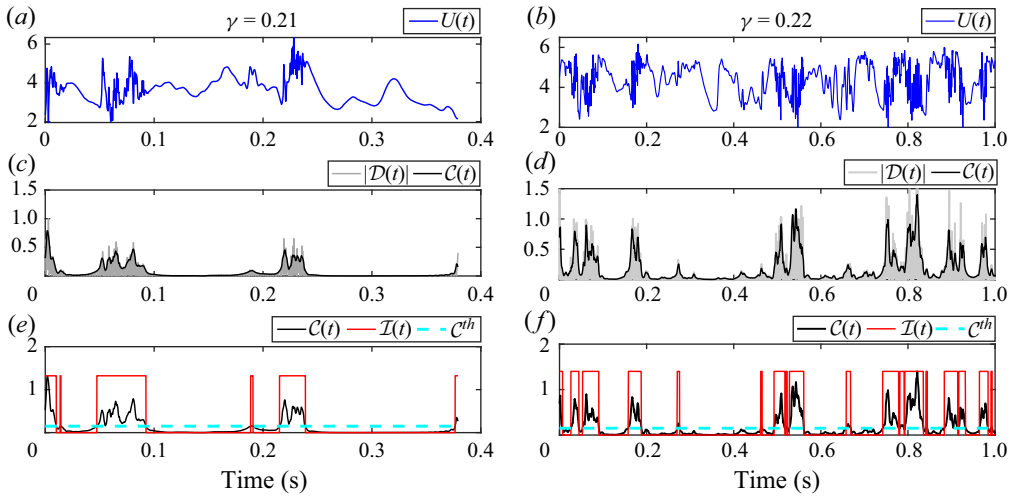 (a) γ = 0.21 U(t)
6
4
2
0 0.1 0.2 0.3 0.4
(b) γ = 0.22 U(t)
6
4
2
0 0.2 0.4 0.6 0.8 1.0
(c) |𝒟(t)| 𝒞(t)
1.5
1.0
0.5
0 0.1 0.2 0.3 0.4
(d) |𝒟(t)| 𝒞(t)
1.5
1.0
0.5
0 0.2 0.4 0.6 0.8 1.0
(e) 𝒞(t) ℐ(t) 𝒞^th
2
1
0 0.1 0.2 0.3 0.4
Time (s)
(f) 𝒞(t) ℐ(t) 𝒞^th
2
1
0 0.2 0.4 0.6 0.8 1.0
Time (s)